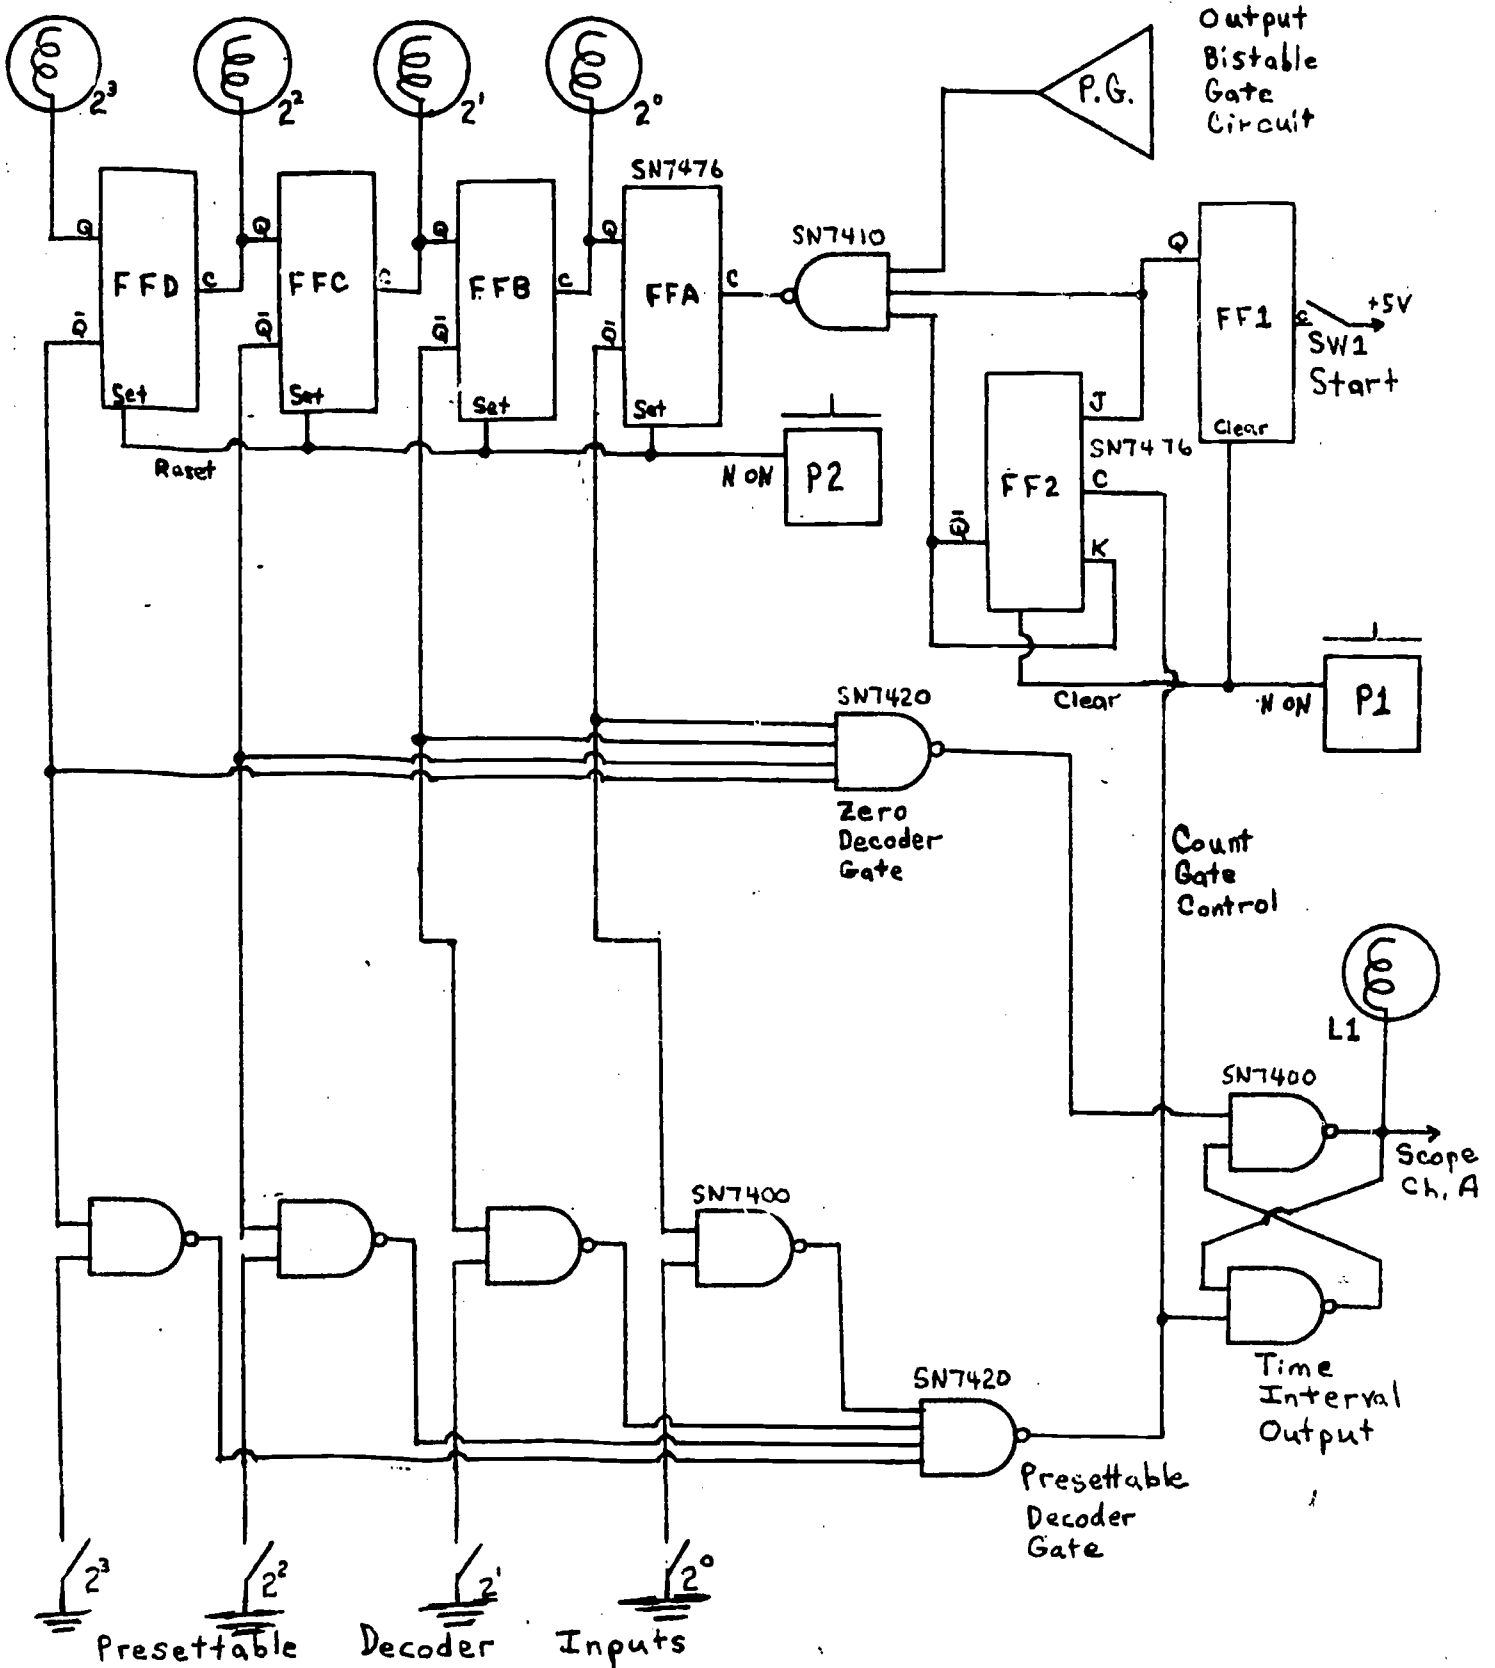 Output
Bistable
Gate
Circuit
P.G.
2³
2²
2¹
2⁰
SN7476
SN7410
Q
FFD
C
Q̅
Set
Q
FFC
C
Q̅
Set
Q
FFB
C
Q̅
Set
Q
FFA
C
Q̅
Set
Q
FF1
C
+5V
SW1
Start
Clear
J
SN7476
FF2
C
Q̅
K
Reset
N ON
P2
Clear
N ON
P1
SN7420
Zero
Decoder
Gate
Count
Gate
Control
L1
SN7400
Scope
Ch. A
SN7400
Time
Interval
Output
SN7420
Presettable
Decoder
Gate
2³
2²
2¹
2⁰
Presettable Decoder Inputs